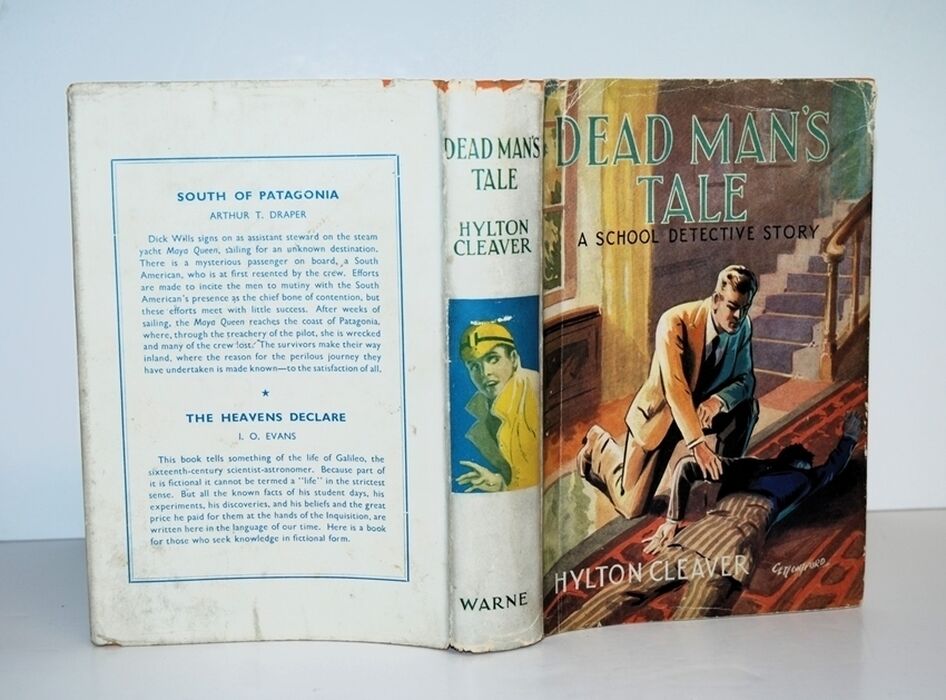 SOUTH OF PATAGONIA
ARTHUR T. DRAPER
Dick Wills signs on as assistant steward on the steam
yacht Maya Queen, sailing for an unknown destination.
There is a mysterious passenger on board, a South
American, who is at first resented by the crew. Efforts
are made to incite the men to mutiny with the South
American's presence as the chief bone of contention, but
these efforts meet with little success. After weeks of
sailing, the Maya Queen reaches the coast of Patagonia,
where, through the treachery of the pilot, she is wrecked
and many of the crew lost. The survivors make their way
inland, where the reason for the perilous journey they
have undertaken is made known—to the satisfaction of all.
THE HEAVENS DECLARE
I. O. EVANS
This book tells something of the life of Galileo, the
sixteenth-century scientist-astronomer. Because part of
it is fictional it cannot be termed a "life" in the strictest
sense. But all the known facts of his student days, his
experiments, his discoveries, and his beliefs and the great
price he paid for them at the hands of the Inquisition, are
written here in the language of our time. Here is a book
for those who seek knowledge in fictional form.
DEAD MAN'S
TALE
HYLTON
CLEAVER
WARNE
DEAD MAN'S
TALE
A SCHOOL DETECTIVE STORY
HYLTON CLEAVER